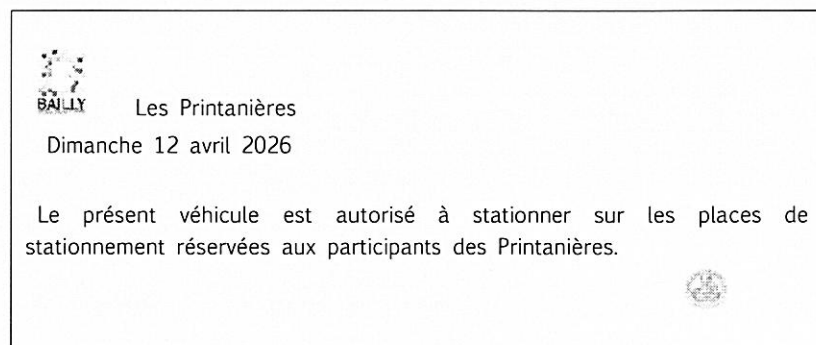 BAILLY
Les Printanières
Dimanche 12 avril 2026
Le présent véhicule est autorisé à stationner sur les places de
stationnement réservées aux participants des Printanières.